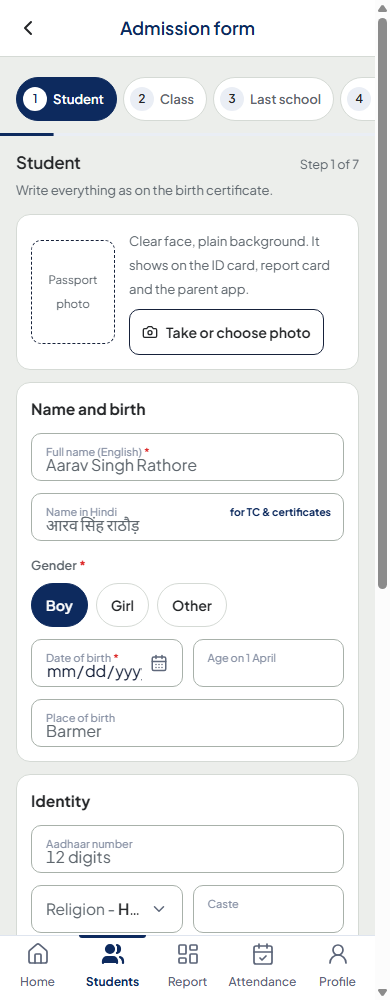 Admission form
1 Student
2 Class
3 Last school
4
Student
Step 1 of 7
Write everything as on the birth certificate.
Passport
photo
Clear face, plain background. It
shows on the ID card, report card
and the parent app.
Take or choose photo
Name and birth
Full name (English) *
Aarav Singh Rathore
Name in Hindi
for TC & certificates
आरव सिंह राठौड़
Gender *
Boy
Girl
Other
Date of birth *
mm/dd/yyy
Age on 1 April
Place of birth
Barmer
Identity
Aadhaar number
12 digits
Religion - H...
Caste
Home
Students
Report
Attendance
Profile